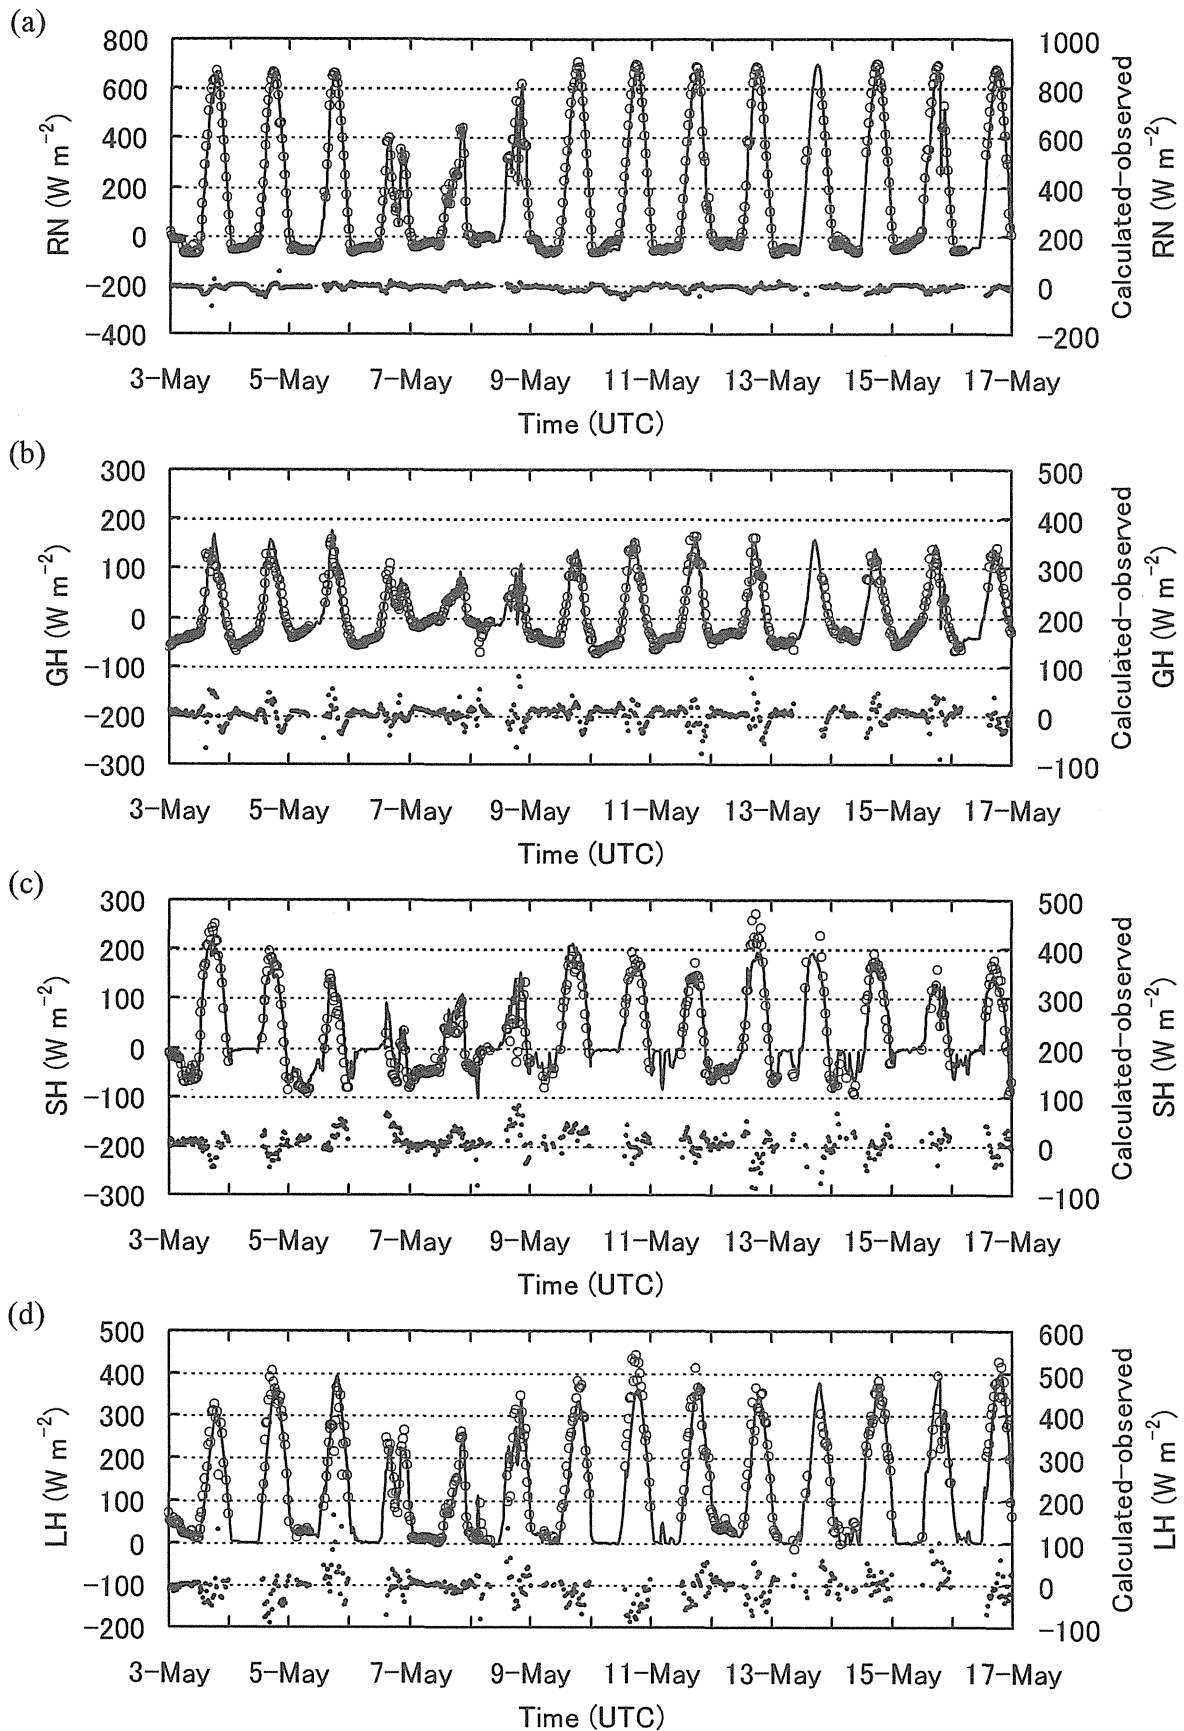 (a)
800
600
400
200
0
−200
−400
RN (W m−2)
1000
800
600
400
200
0
−200
Calculated−observed
RN (W m−2)
3−May 5−May 7−May 9−May 11−May 13−May 15−May 17−May
Time (UTC)
(b)
300
200
100
0
−100
−200
−300
GH (W m−2)
500
400
300
200
100
0
−100
Calculated−observed
GH (W m−2)
3−May 5−May 7−May 9−May 11−May 13−May 15−May 17−May
Time (UTC)
(c)
300
200
100
0
−100
−200
−300
SH (W m−2)
500
400
300
200
100
0
−100
Calculated−observed
SH (W m−2)
3−May 5−May 7−May 9−May 11−May 13−May 15−May 17−May
Time (UTC)
(d)
500
400
300
200
100
0
−100
−200
LH (W m−2)
600
500
400
300
200
100
0
−100
Calculated−observed
LH (W m−2)
3−May 5−May 7−May 9−May 11−May 13−May 15−May 17−May
Time (UTC)